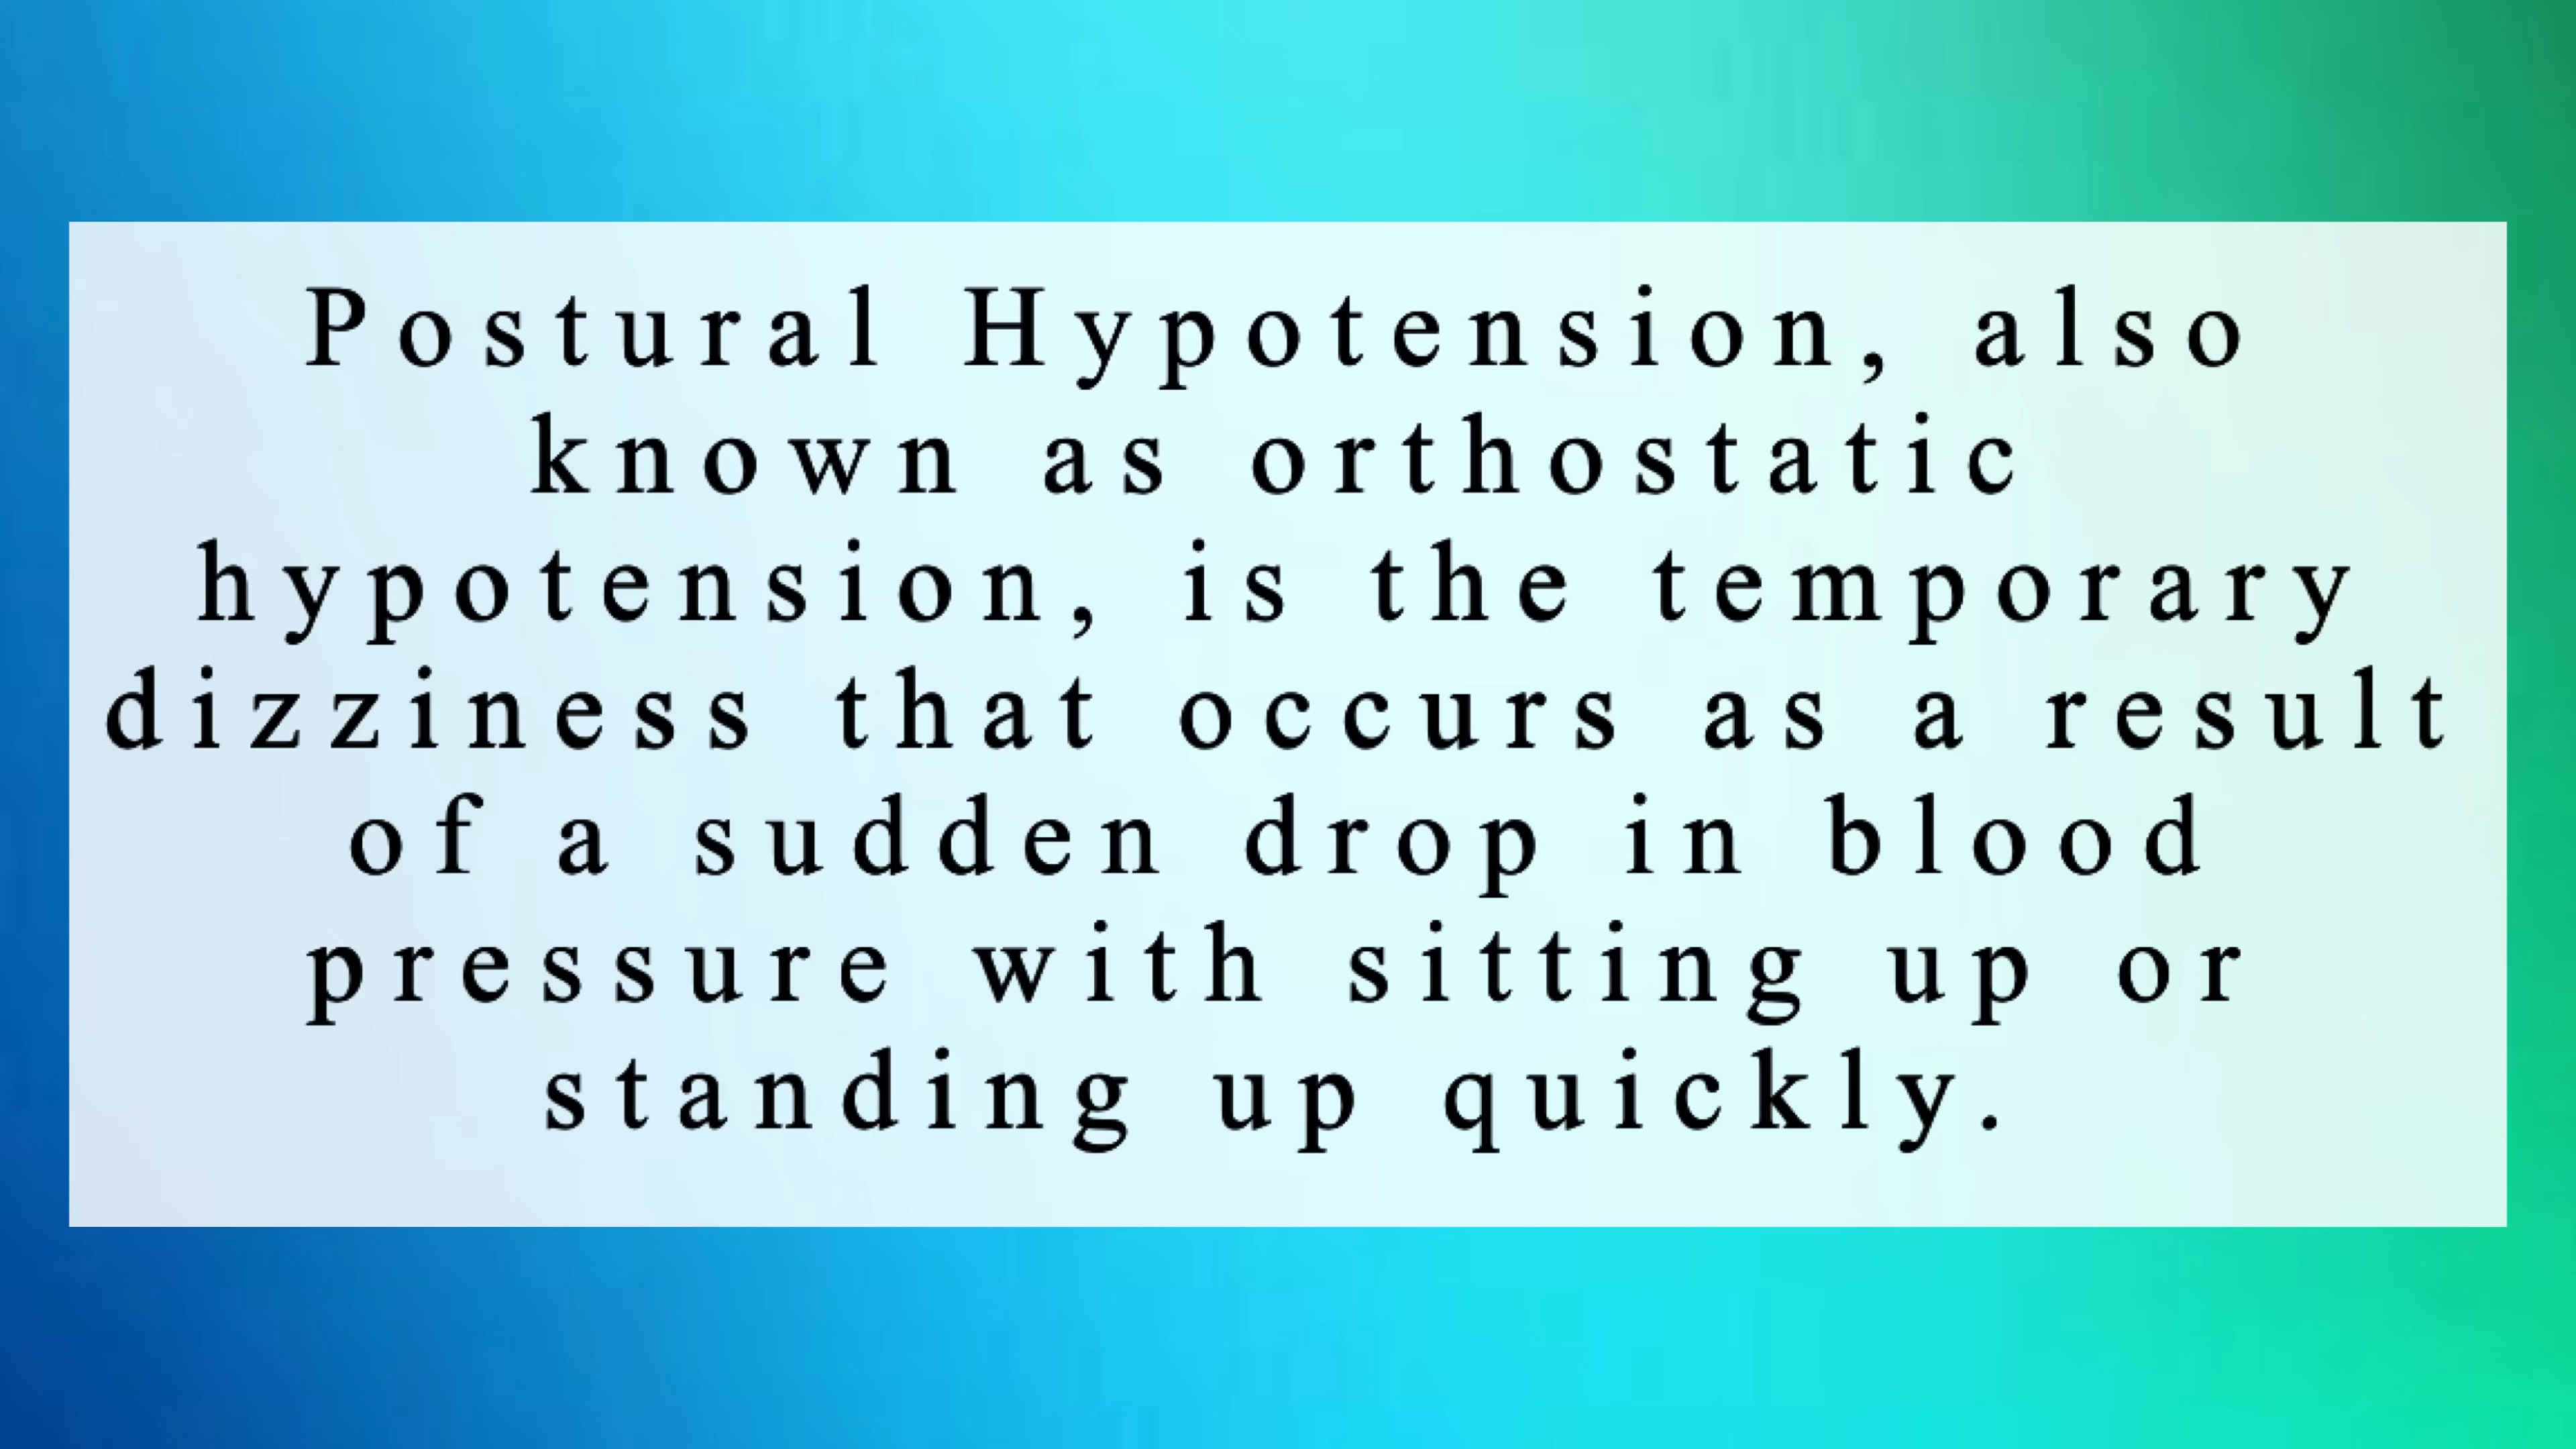 Postural Hypotension, also
known as orthostatic
hypotension, is the temporary
dizziness that occurs as a result
of a sudden drop in blood
pressure with sitting up or
standing up quickly.